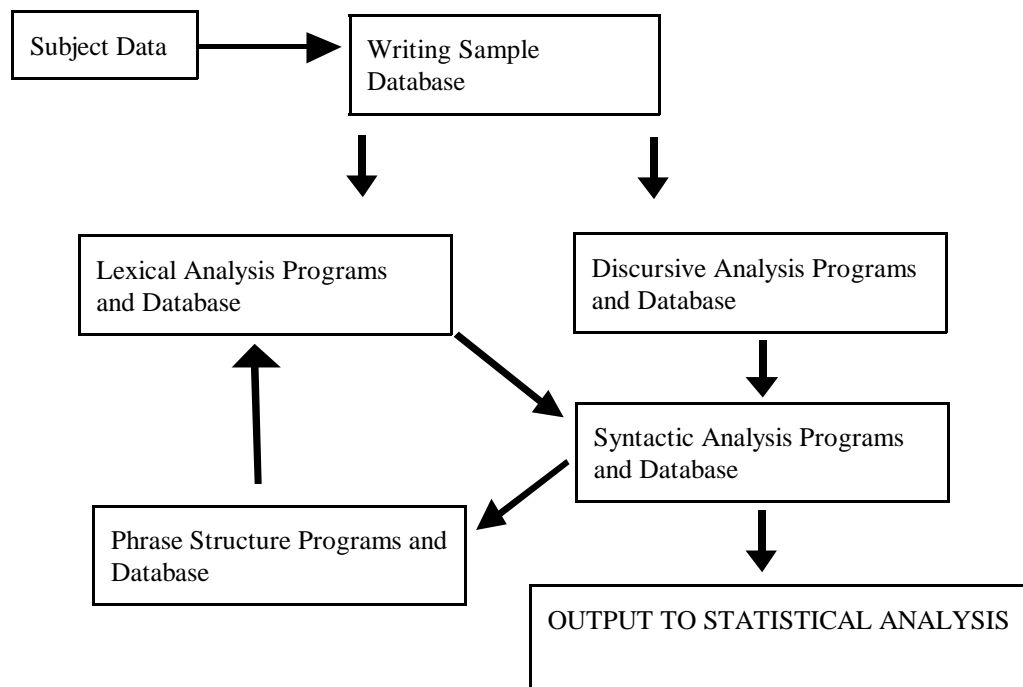 Subject Data
Writing Sample
Database
Lexical Analysis Programs
and Database
Discursive Analysis Programs
and Database
Syntactic Analysis Programs
and Database
Phrase Structure Programs and
Database
OUTPUT TO STATISTICAL ANALYSIS